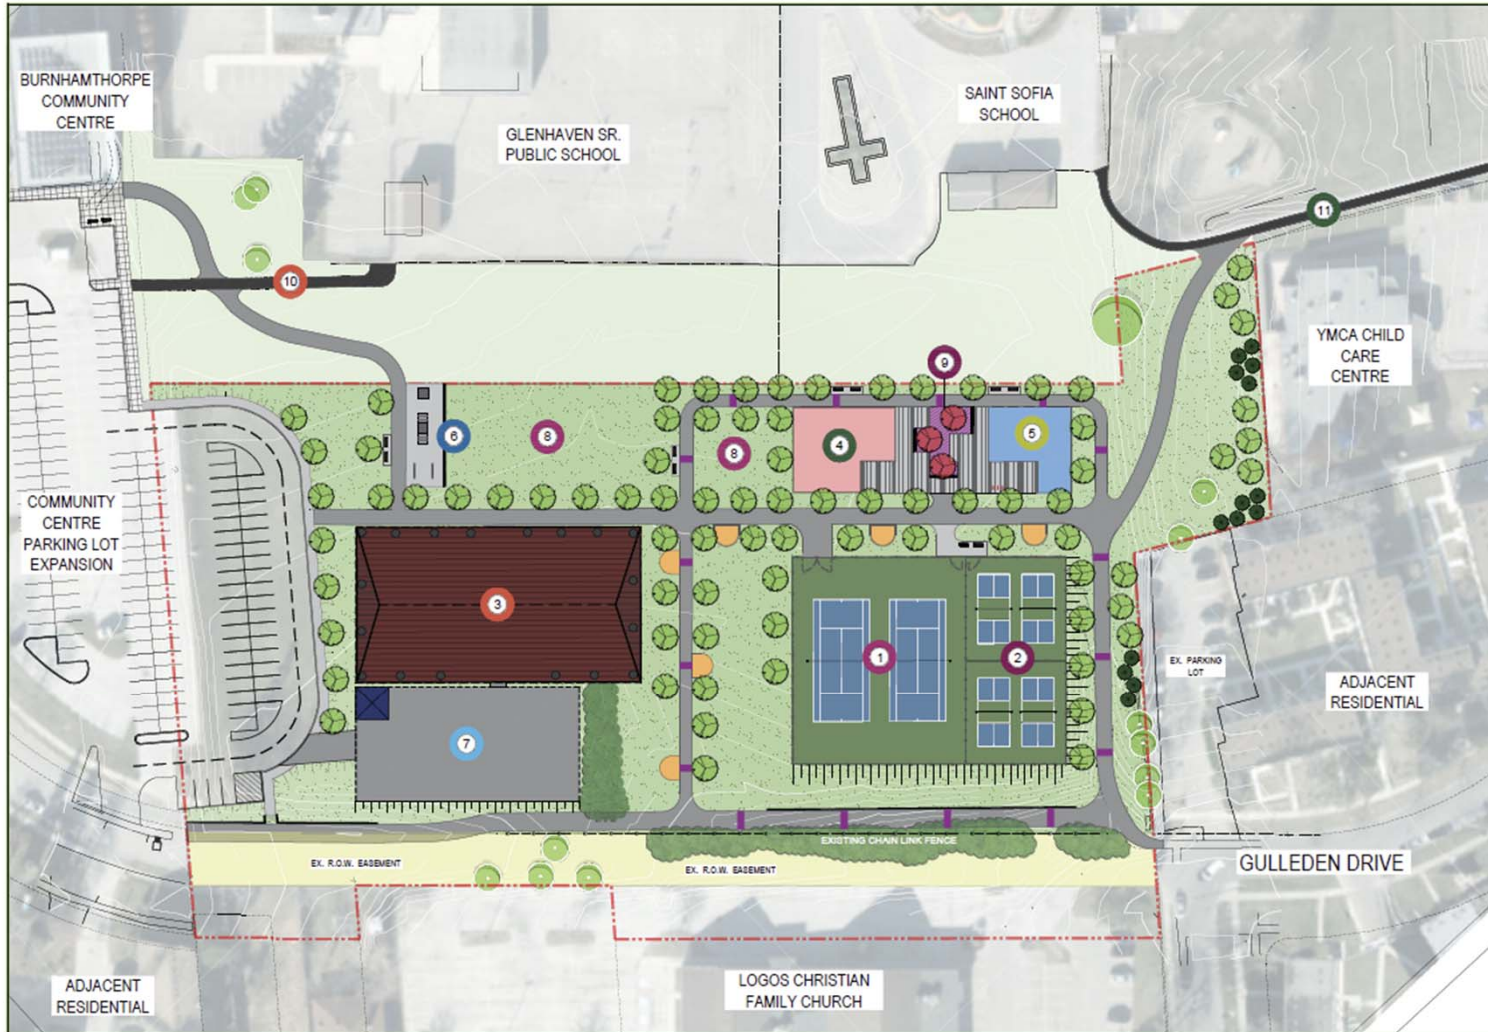 BURNHAMTHORPE
COMMUNITY
CENTRE
GLENHAVEN SR.
PUBLIC SCHOOL
SAINT SOFIA
SCHOOL
11
10
YMCA CHILD
CARE
CENTRE
9
6
8
8
4
5
COMMUNITY
CENTRE
PARKING LOT
EXPANSION
3
1
2
EX. PARKING
LOT
ADJACENT
RESIDENTIAL
7
EXISTING CHAIN LINK FENCE
EX. R.O.W. EASEMENT
EX. R.O.W. EASEMENT
GULLEDEN DRIVE
ADJACENT
RESIDENTIAL
LOGOS CHRISTIAN
FAMILY CHURCH